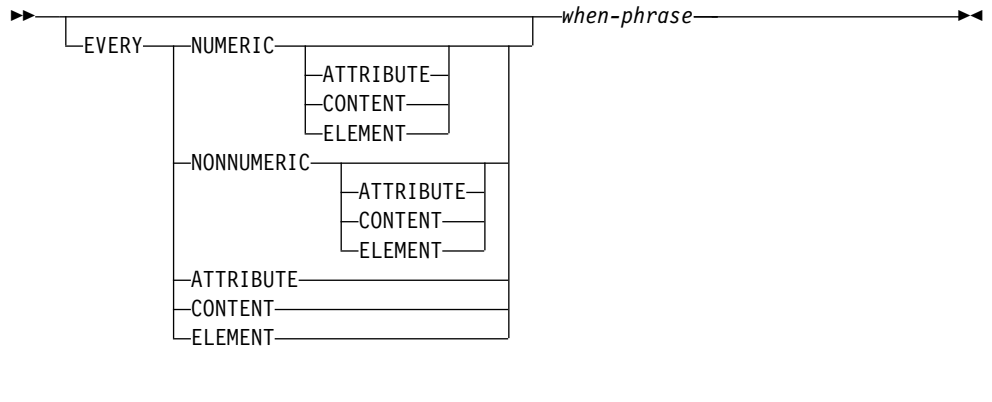 when-phrase
EVERY NUMERIC
ATTRIBUTE
CONTENT
ELEMENT
NONNUMERIC
ATTRIBUTE
CONTENT
ELEMENT
ATTRIBUTE
CONTENT
ELEMENT